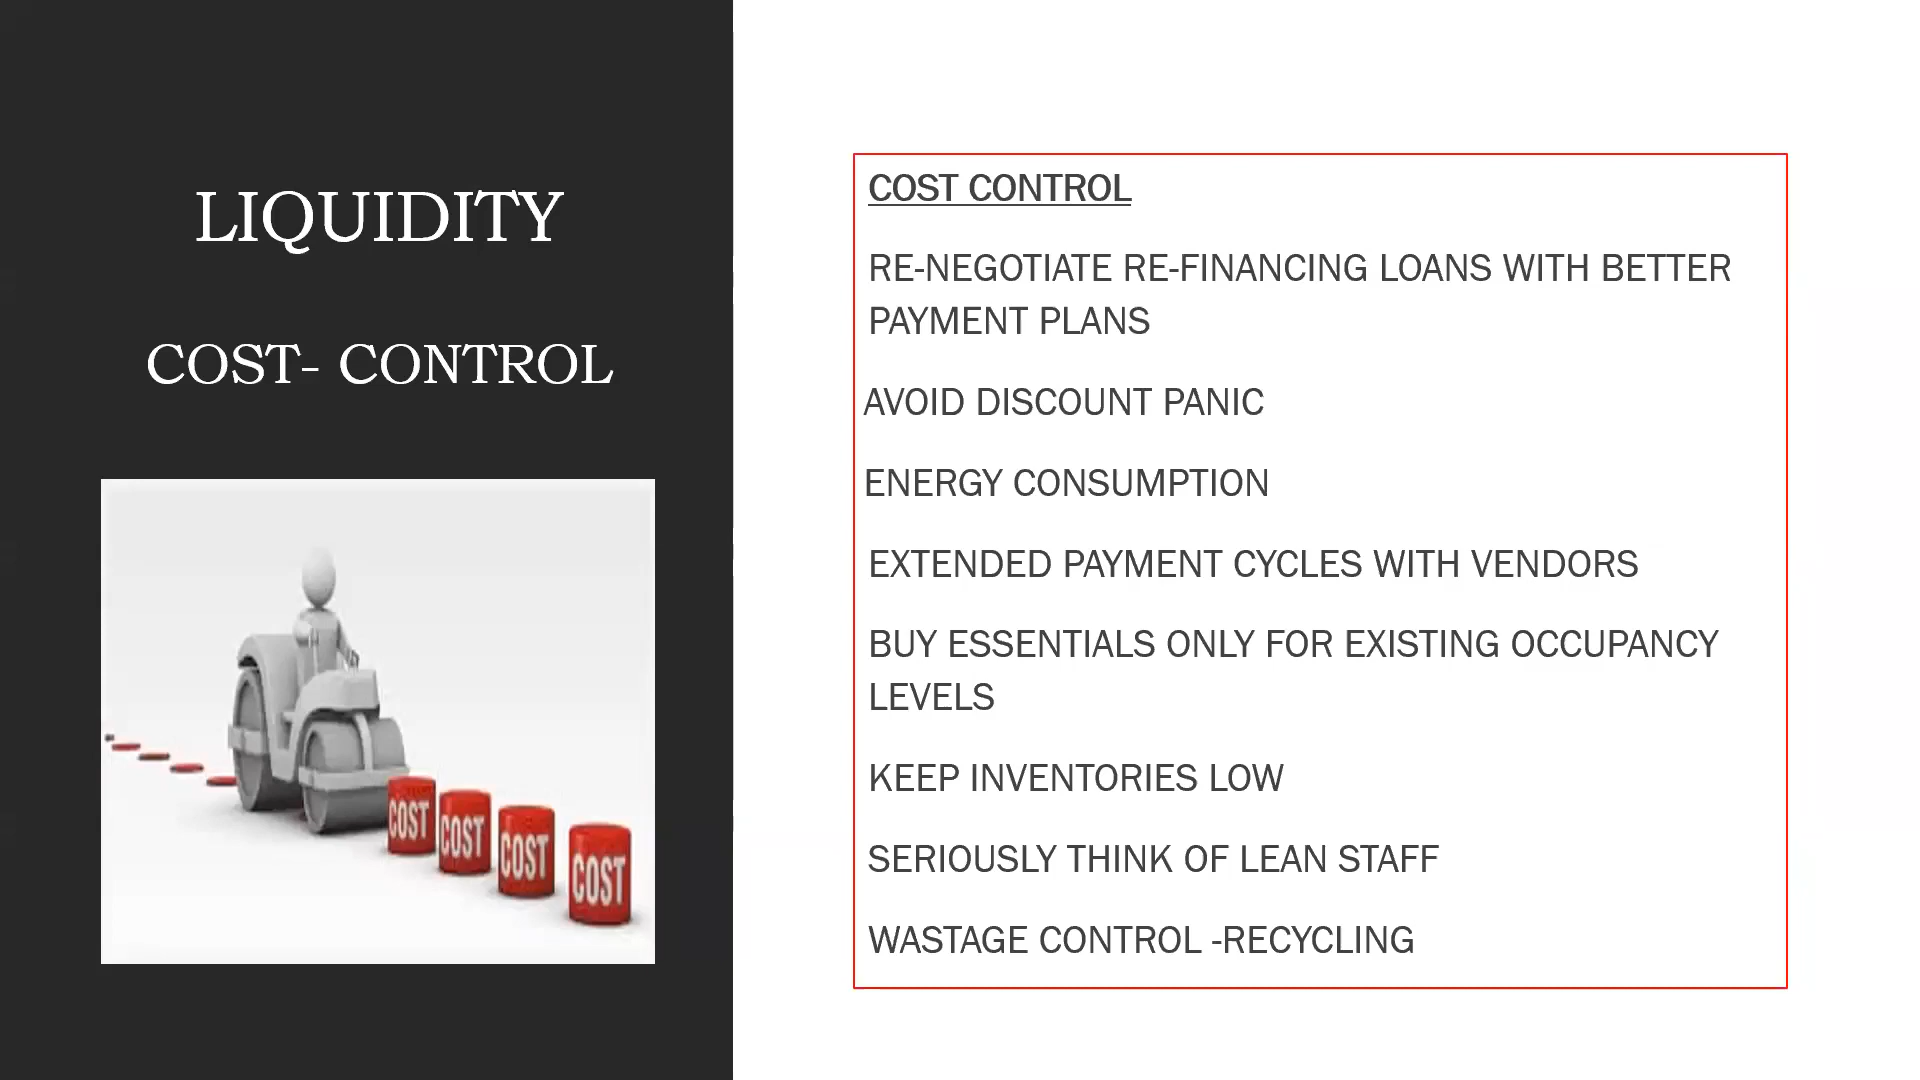 LIQUIDITY
COST- CONTROL
COST
COST
COST
COST
COST CONTROL
RE-NEGOTIATE RE-FINANCING LOANS WITH BETTER
PAYMENT PLANS
AVOID DISCOUNT PANIC
ENERGY CONSUMPTION
EXTENDED PAYMENT CYCLES WITH VENDORS
BUY ESSENTIALS ONLY FOR EXISTING OCCUPANCY
LEVELS
KEEP INVENTORIES LOW
SERIOUSLY THINK OF LEAN STAFF
WASTAGE CONTROL -RECYCLING